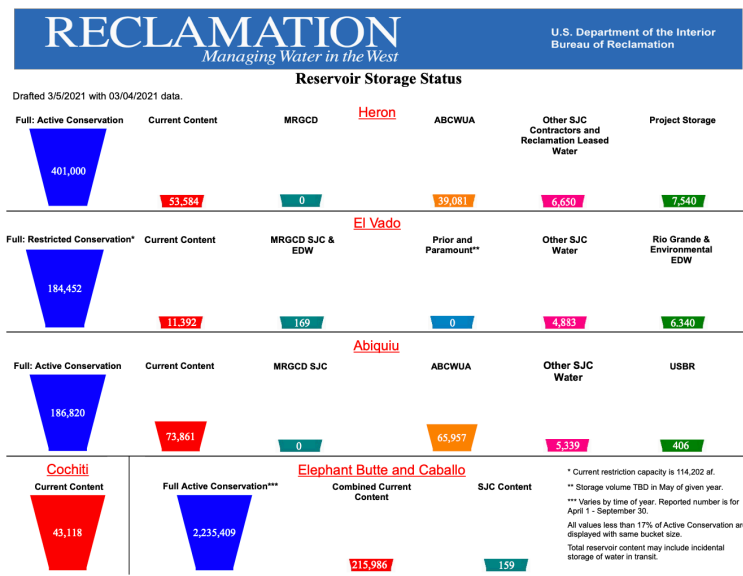 RECLAMATION
Managing Water in the West
U.S. Department of the Interior
Bureau of Reclamation
Reservoir Storage Status
Drafted 3/5/2021 with 03/04/2021 data.
Heron
Full: Active Conservation
Current Content
MRGCD
ABCWUA
Other SJC
Contractors and
Reclamation Leased
Water
Project Storage
401,000
53,584
0
39,081
6,650
7,540
El Vado
Full: Restricted Conservation*
Current Content
MRGCD SJC &
EDW
Prior and
Paramount**
Other SJC
Water
Rio Grande &
Environmental
EDW
184,452
11,392
169
0
4,883
6,340
Abiquiu
Full: Active Conservation
Current Content
MRGCD SJC
ABCWUA
Other SJC
Water
USBR
186,820
73,861
0
65,957
5,339
406
Cochiti
Current Content
43,118
Elephant Butte and Caballo
Full Active Conservation***
Combined Current
Content
SJC Content
2,235,409
215,986
159
* Current restriction capacity is 114,202 af.
** Storage volume TBD in May of given year.
*** Varies by time of year. Reported number is for
April 1 - September 30.
All values less than 17% of Active Conservation are
displayed with same bucket size.
Total reservoir content may include incidental
storage of water in transit.